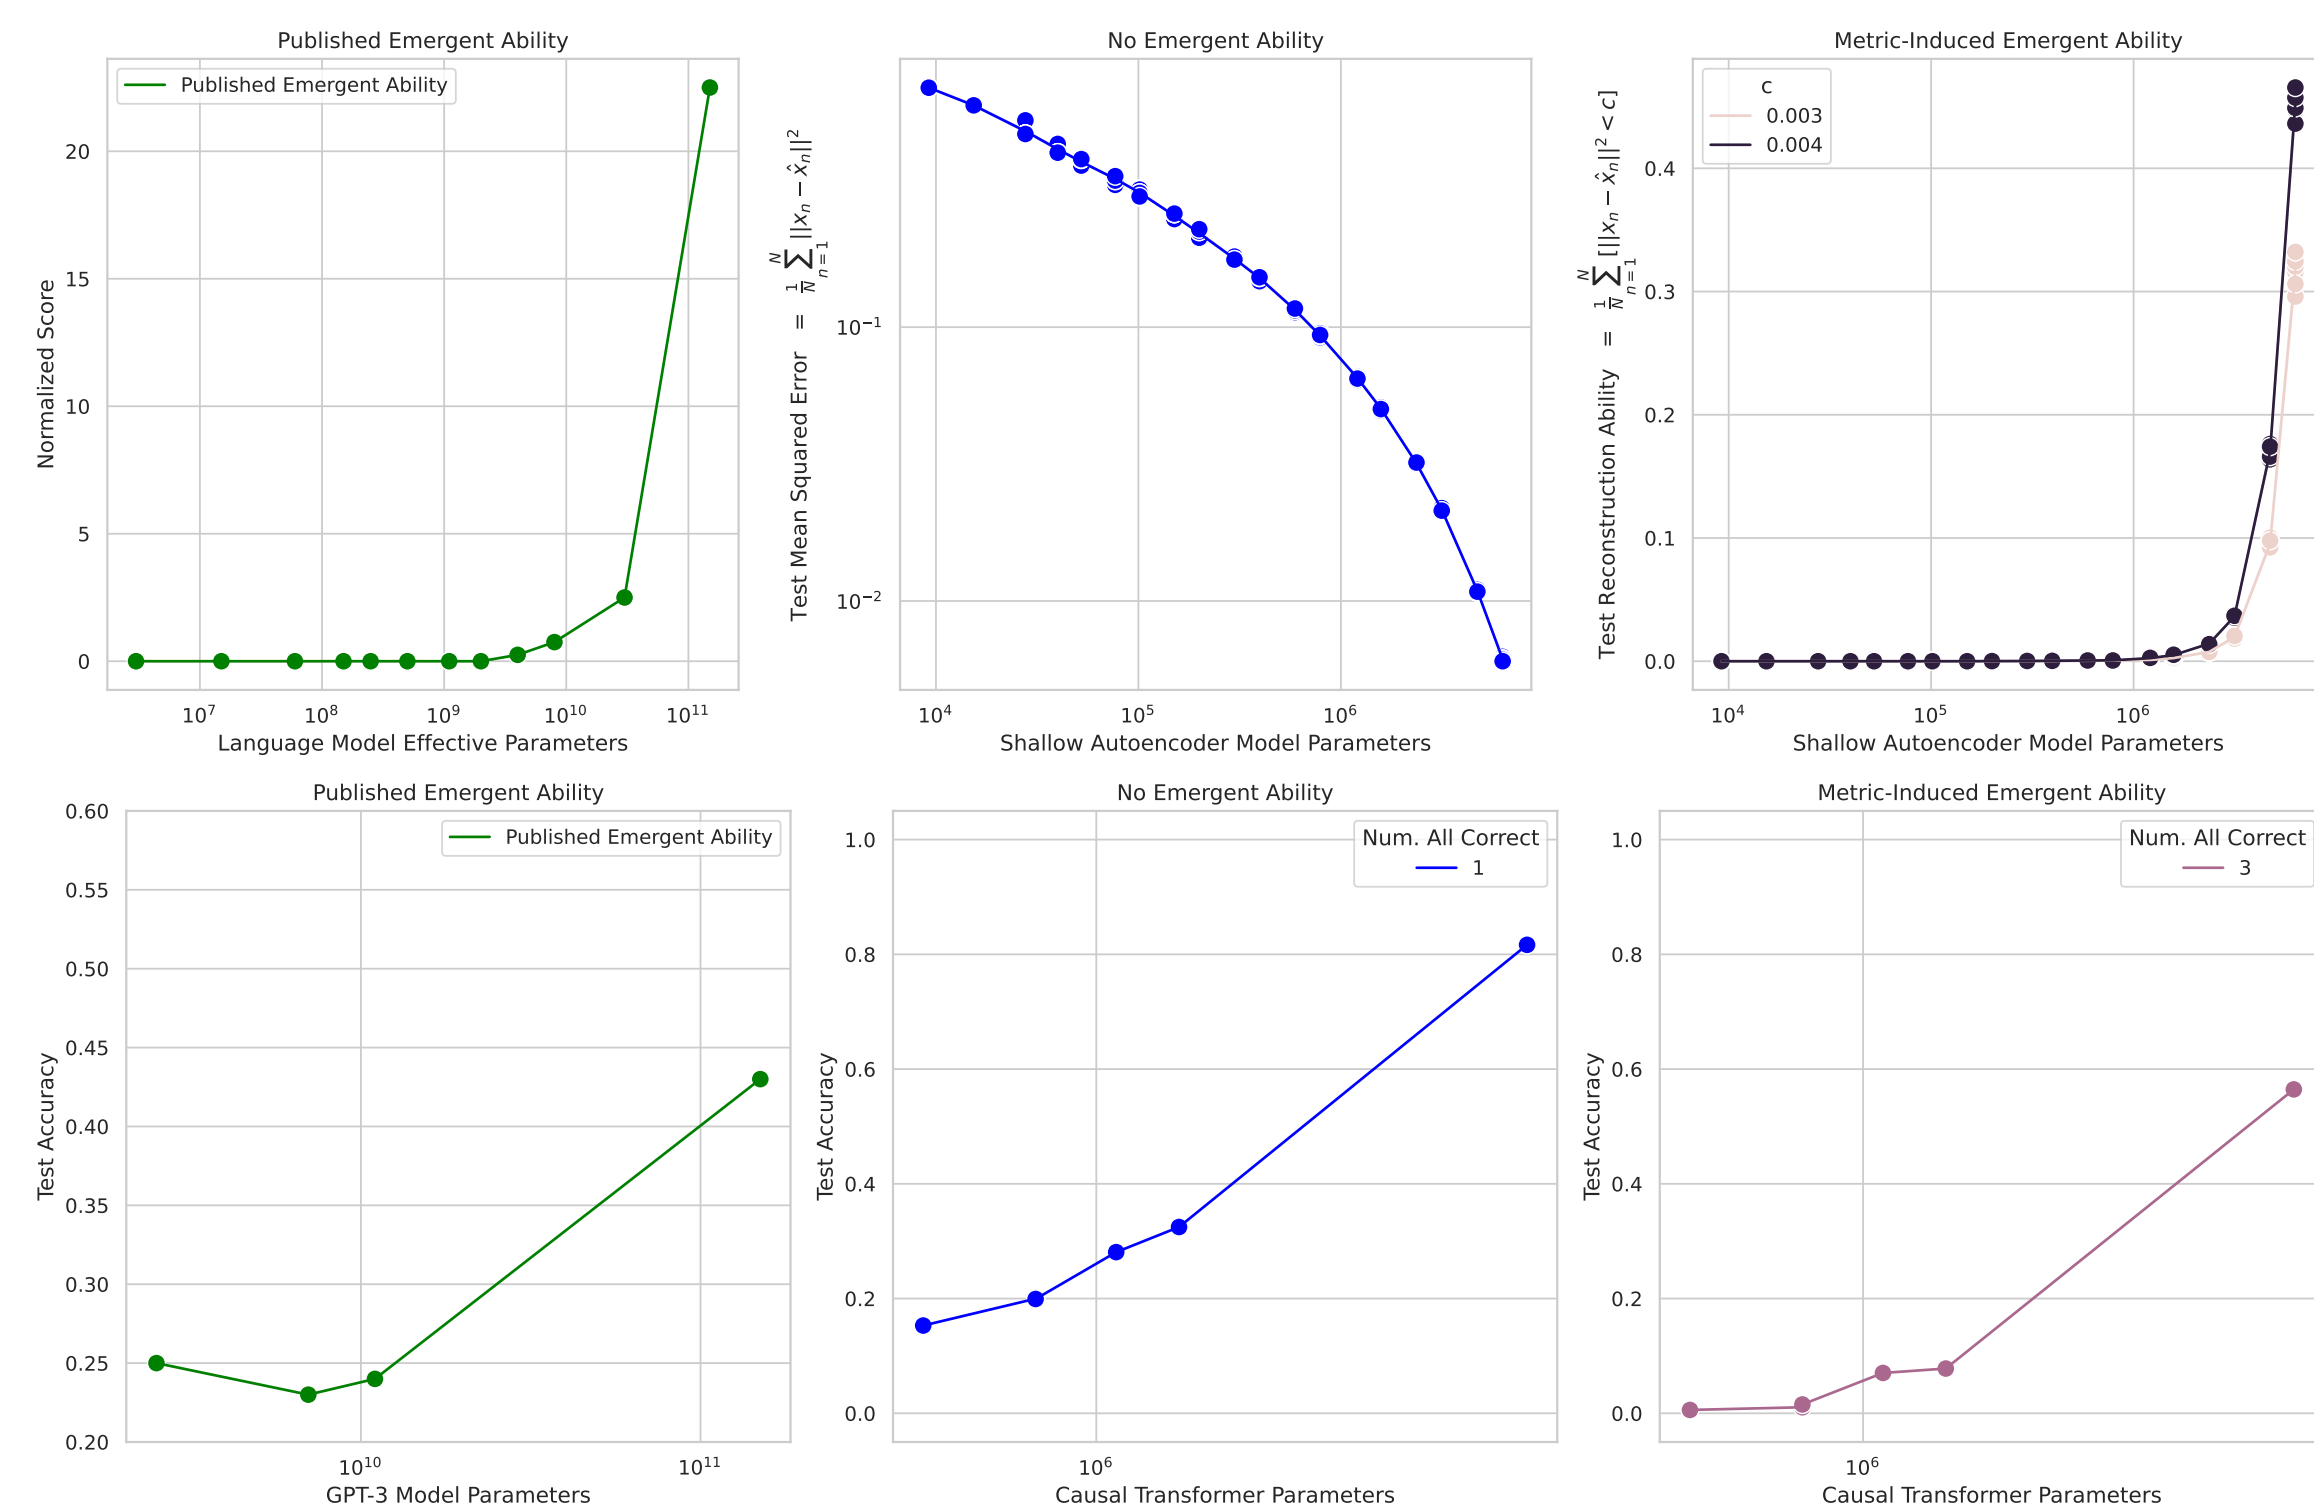 Published Emergent Ability
Published Emergent Ability
Normalized Score
20
15
10
5
0
10^7 10^8 10^9 10^10 10^11
Language Model Effective Parameters
No Emergent Ability
Test Mean Squared Error = \frac{1}{N} \sum_{n=1}^{N} ||x_n − \hat{x}_n||^2
10^−1
10^−2
10^4 10^5 10^6
Shallow Autoencoder Model Parameters
Metric-Induced Emergent Ability
c
0.003
0.004
Test Reconstruction Ability = \frac{1}{N} \sum_{n=1}^{N} [||x_n − \hat{x}_n||^2 < c]
0.4
0.3
0.2
0.1
0.0
10^4 10^5 10^6
Shallow Autoencoder Model Parameters
Published Emergent Ability
Published Emergent Ability
Test Accuracy
0.60
0.55
0.50
0.45
0.40
0.35
0.30
0.25
0.20
10^10 10^11
GPT-3 Model Parameters
No Emergent Ability
Num. All Correct
1
Test Accuracy
1.0
0.8
0.6
0.4
0.2
0.0
10^6
Causal Transformer Parameters
Metric-Induced Emergent Ability
Num. All Correct
3
Test Accuracy
1.0
0.8
0.6
0.4
0.2
0.0
10^6
Causal Transformer Parameters